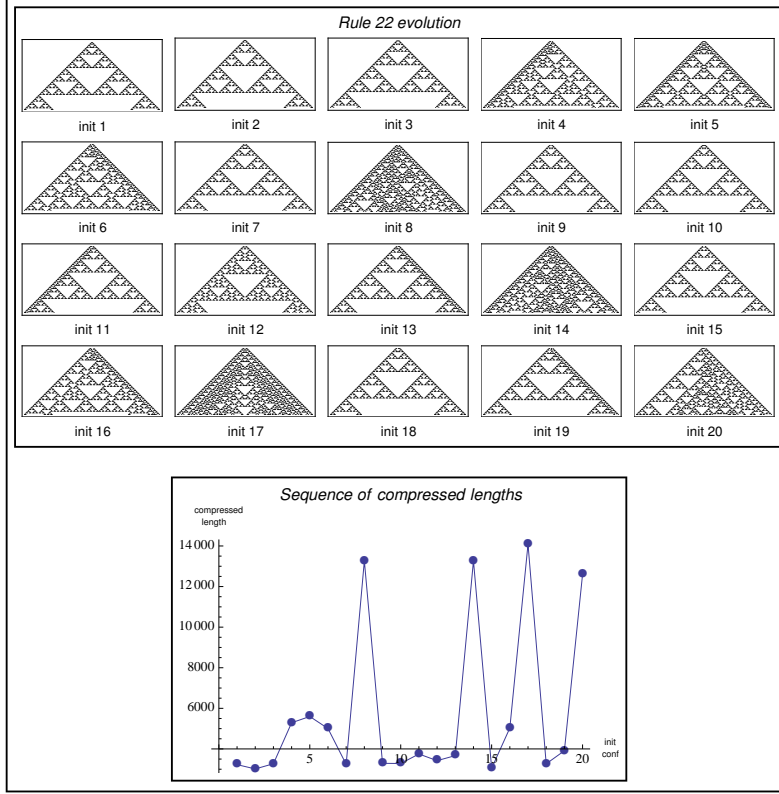 Rule 22 evolution
init 1 init 2 init 3 init 4 init 5
init 6 init 7 init 8 init 9 init 10
init 11 init 12 init 13 init 14 init 15
init 16 init 17 init 18 init 19 init 20
Sequence of compressed lengths
compressed
length
14 000
12 000
10 000
8000
6000
5 10 15 20
init
conf